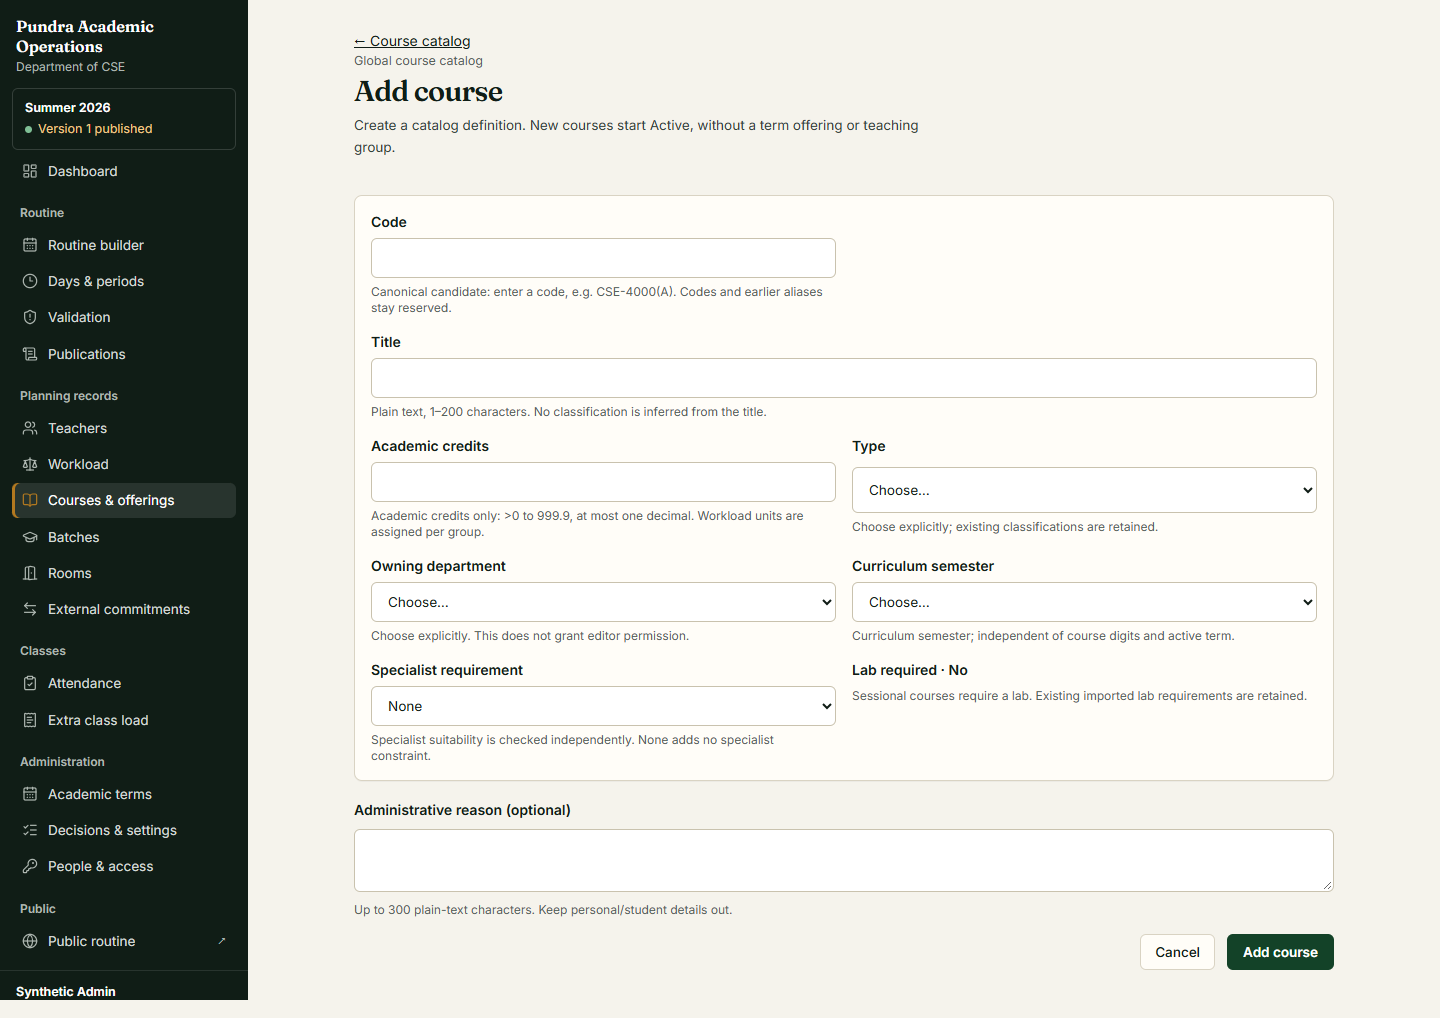 Pundra Academic
Operations
Department of CSE
Summer 2026
Version 1 published
Dashboard
Routine
Routine builder
Days & periods
Validation
Publications
Planning records
Teachers
Workload
Courses & offerings
Batches
Rooms
External commitments
Classes
Attendance
Extra class load
Administration
Academic terms
Decisions & settings
People & access
Public
Public routine ↗
Synthetic Admin
← Course catalog
Global course catalog
Add course
Create a catalog definition. New courses start Active, without a term offering or teaching
group.
Code
Canonical candidate: enter a code, e.g. CSE-4000(A). Codes and earlier aliases
stay reserved.
Title
Plain text, 1–200 characters. No classification is inferred from the title.
Academic credits
Academic credits only: >0 to 999.9, at most one decimal. Workload units are
assigned per group.
Type
Choose...
Choose explicitly; existing classifications are retained.
Owning department
Choose...
Choose explicitly. This does not grant editor permission.
Curriculum semester
Choose...
Curriculum semester; independent of course digits and active term.
Specialist requirement
None
Specialist suitability is checked independently. None adds no specialist
constraint.
Lab required · No
Sessional courses require a lab. Existing imported lab requirements are retained.
Administrative reason (optional)
Up to 300 plain-text characters. Keep personal/student details out.
Cancel
Add course